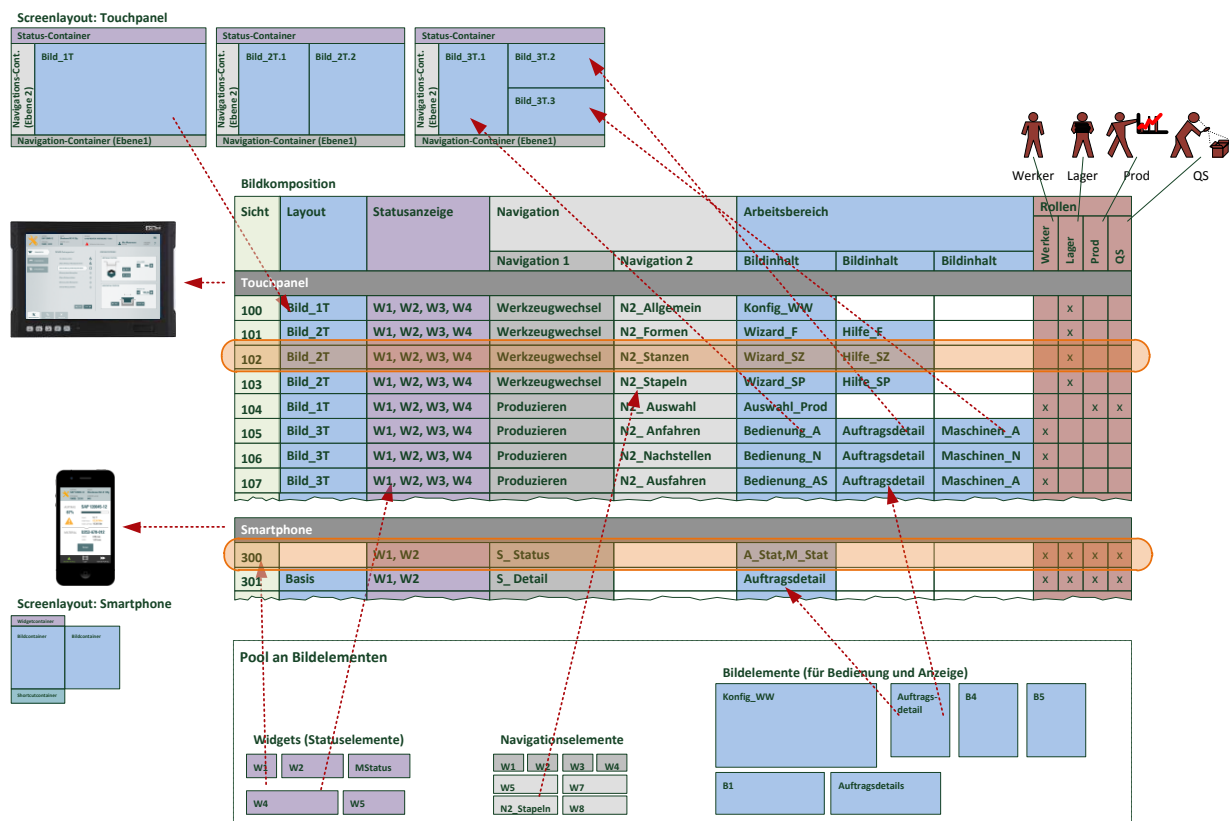 Screenlayout: Touchpanel
Status-Container
Navigations-Cont. (Ebene 2)
Bild_1T
Navigation-Container (Ebene1)
Status-Container
Navigations-Cont. (Ebene 2)
Bild_2T.1
Bild_2T.2
Navigation-Container (Ebene1)
Status-Container
Navigations-Cont. (Ebene 2)
Bild_3T.1
Bild_3T.2
Bild_3T.3
Navigation-Container (Ebene1)
Werker Lager Prod QS
Bildkomposition
Sicht Layout Statusanzeige Navigation Arbeitsbereich Rollen
Navigation 1 Navigation 2 Bildinhalt Bildinhalt Bildinhalt Werker Lager Prod QS
Touchpanel
100 Bild_1T W1, W2, W3, W4 Werkzeugwechsel N2_Allgemein Konfig_WW x
101 Bild_2T W1, W2, W3, W4 Werkzeugwechsel N2_Formen Wizard_F Hilfe_F x
102 Bild_2T W1, W2, W3, W4 Werkzeugwechsel N2_Stanzen Wizard_SZ Hilfe_SZ x
103 Bild_2T W1, W2, W3, W4 Werkzeugwechsel N2_Stapeln Wizard_SP Hilfe_SP x
104 Bild_1T W1, W2, W3, W4 Produzieren N2_ Auswahl Auswahl_Prod x x x
105 Bild_3T W1, W2, W3, W4 Produzieren N2_ Anfahren Bedienung_A Auftragsdetail Maschinen_A x
106 Bild_3T W1, W2, W3, W4 Produzieren N2_Nachstellen Bedienung_N Auftragsdetail Maschinen_N x
107 Bild_3T W1, W2, W3, W4 Produzieren N2_ Ausfahren Bedienung_AS Auftragsdetail Maschinen_A x
Smartphone
300 W1, W2 S_ Status A_Stat,M_Stat x x x x
301 Basis W1, W2 S_ Detail Auftragsdetail x x x x
Screenlayout: Smartphone
Widgetcontainer
Bildcontainer Bildcontainer
Shortcutcontainer
Pool an Bildelementen
Widgets (Statuselemente)
W1 W2 MStatus
W4 W5
Navigationselemente
W1 W2 W3 W4
W5 W7
N2_Stapeln W8
Bildelemente (für Bedienung und Anzeige)
Konfig_WW
Auftrags-
detail
B4
B5
B1
Auftragsdetails